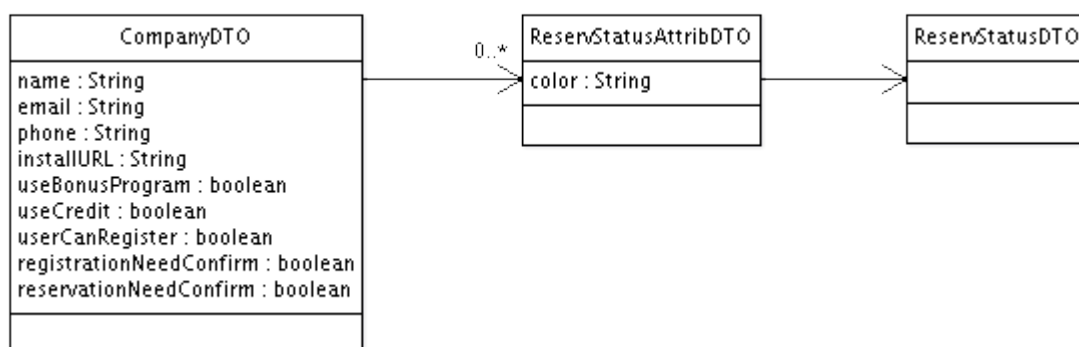 CompanyDTO
name : String
email : String
phone : String
installURL : String
useBonusProgram : boolean
useCredit : boolean
userCanRegister : boolean
registrationNeedConfirm : boolean
reservationNeedConfirm : boolean
0..*
ReservStatusAttribDTO
color : String
ReservStatusDTO